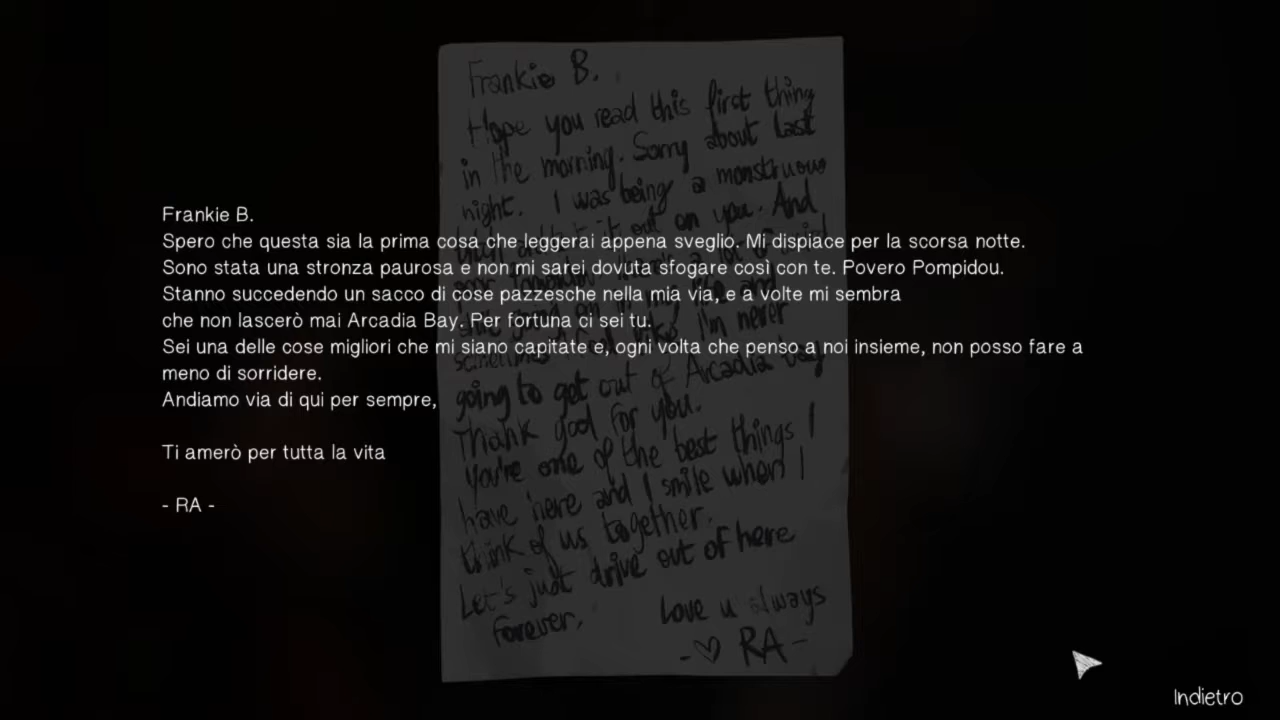 Frankie B.
Spero che questa sia la prima cosa che leggerai appena sveglio. Mi dispiace per la scorsa notte.
Sono stata una stronza paurosa e non mi sarei dovuta sfogare così con te. Povero Pompidou.
Stanno succedendo un sacco di cose pazzesche nella mia via, e a volte mi sembra
che non lascerò mai Arcadia Bay. Per fortuna ci sei tu.
Sei una delle cose migliori che mi siano capitate e, ogni volta che penso a noi insieme, non posso fare a
meno di sorridere.
Andiamo via di qui per sempre,
Ti amerò per tutta la vita
- RA -
Frankie B.
Hope you read this first thing
in the morning. Sorry about last
night. I was being a monstruous
it out on you. And
I'm never
going to get out of Arcadia bay
Thank god for you.
You're one of the best things I
have here and I smile when I
think of us together.
Let's just drive out of here
forever.
Love u always
- ♡ RA -
Indietro